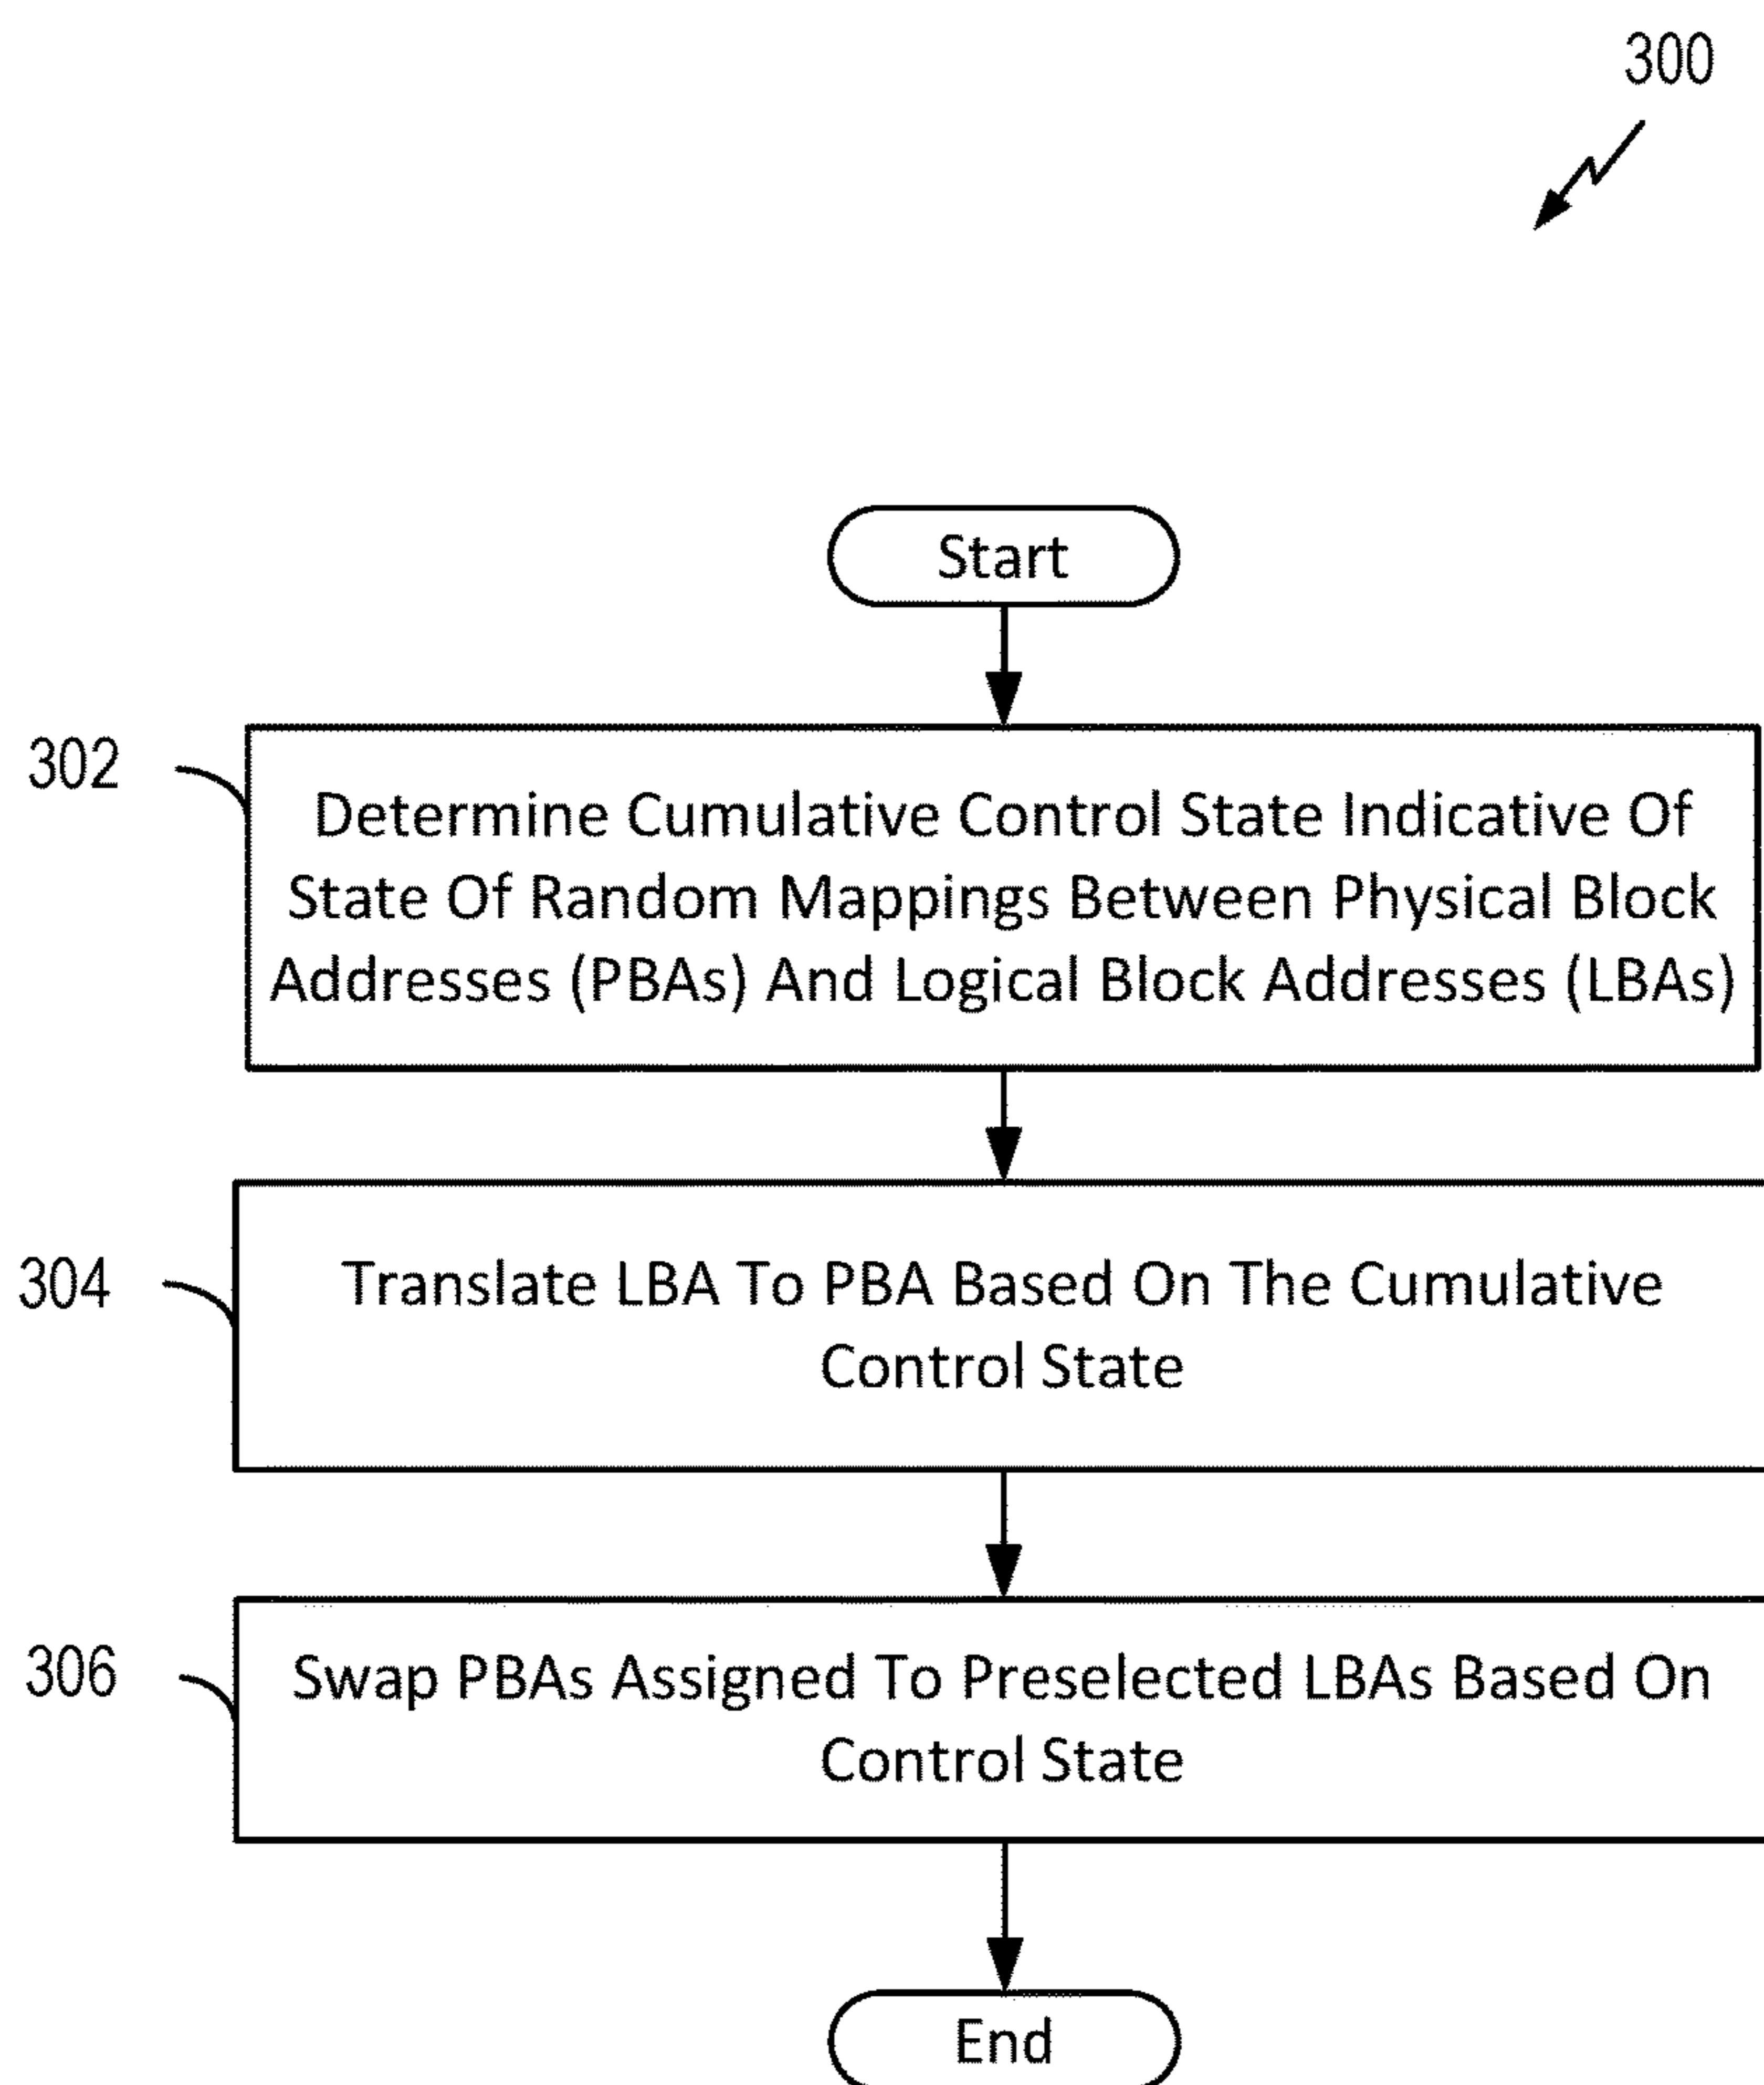 300
Start
302
Determine Cumulative Control State Indicative Of
State Of Random Mappings Between Physical Block
Addresses (PBAs) And Logical Block Addresses (LBAs)
304
Translate LBA To PBA Based On The Cumulative
Control State
306
Swap PBAs Assigned To Preselected LBAs Based On
Control State
End